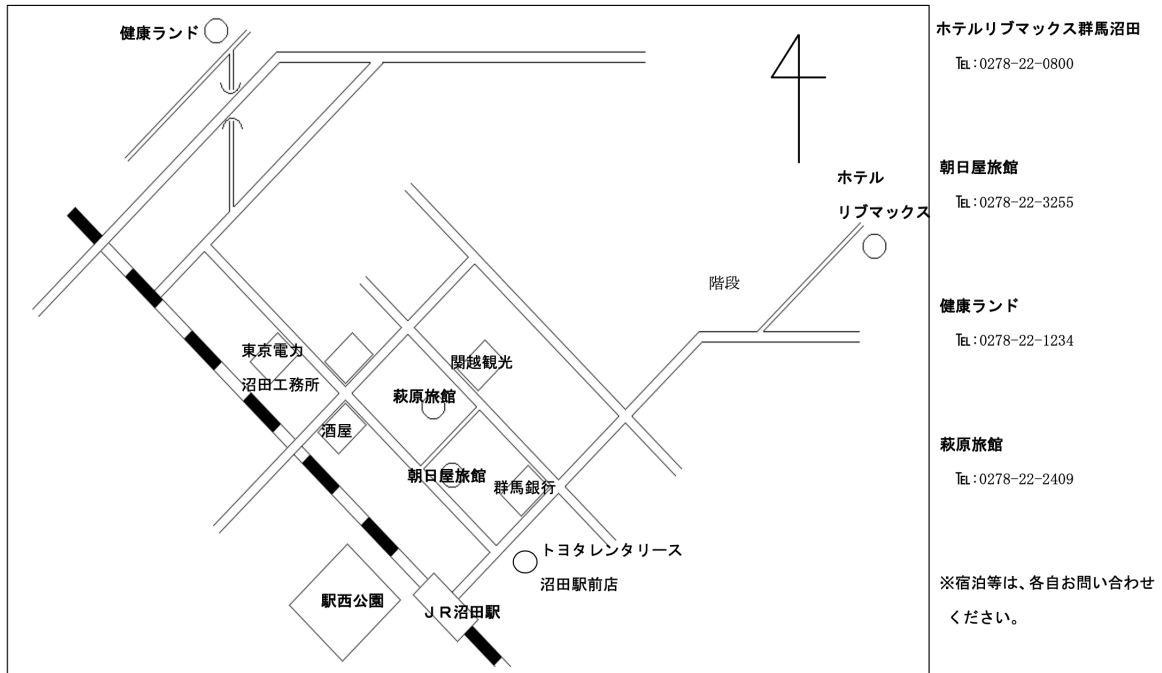 健康ランド
ホテル
リブマックス
階段
東京電力
沼田工務所
関越観光
萩原旅館
酒屋
朝日屋旅館
群馬銀行
トヨタレンタリース
沼田駅前店
駅西公園
ＪＲ沼田駅
ホテルリブマックス群馬沼田
℡:0278-22-0800
朝日屋旅館
℡:0278-22-3255
健康ランド
℡:0278-22-1234
萩原旅館
℡:0278-22-2409
※宿泊等は、各自お問い合わせ
ください。